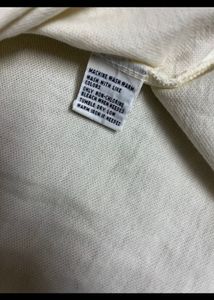 MACHINE WASH WARM
WASH WITH LIKE
COLORS
ONLY NON-CHLORINE
BLEACH WHEN NEEDED
TUMBLE DRY LOW
WARM IRON IF NEEDED